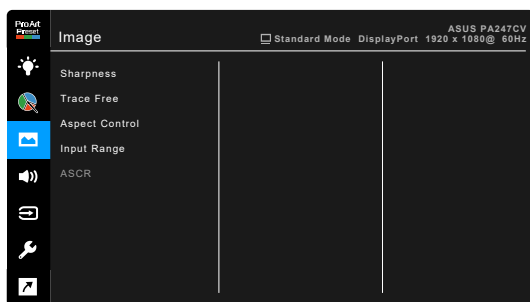 ProArt
Preset
Image
ASUS PA247CV
Standard Mode DisplayPort 1920 x 1080@ 60Hz
Sharpness
Trace Free
Aspect Control
Input Range
ASCR